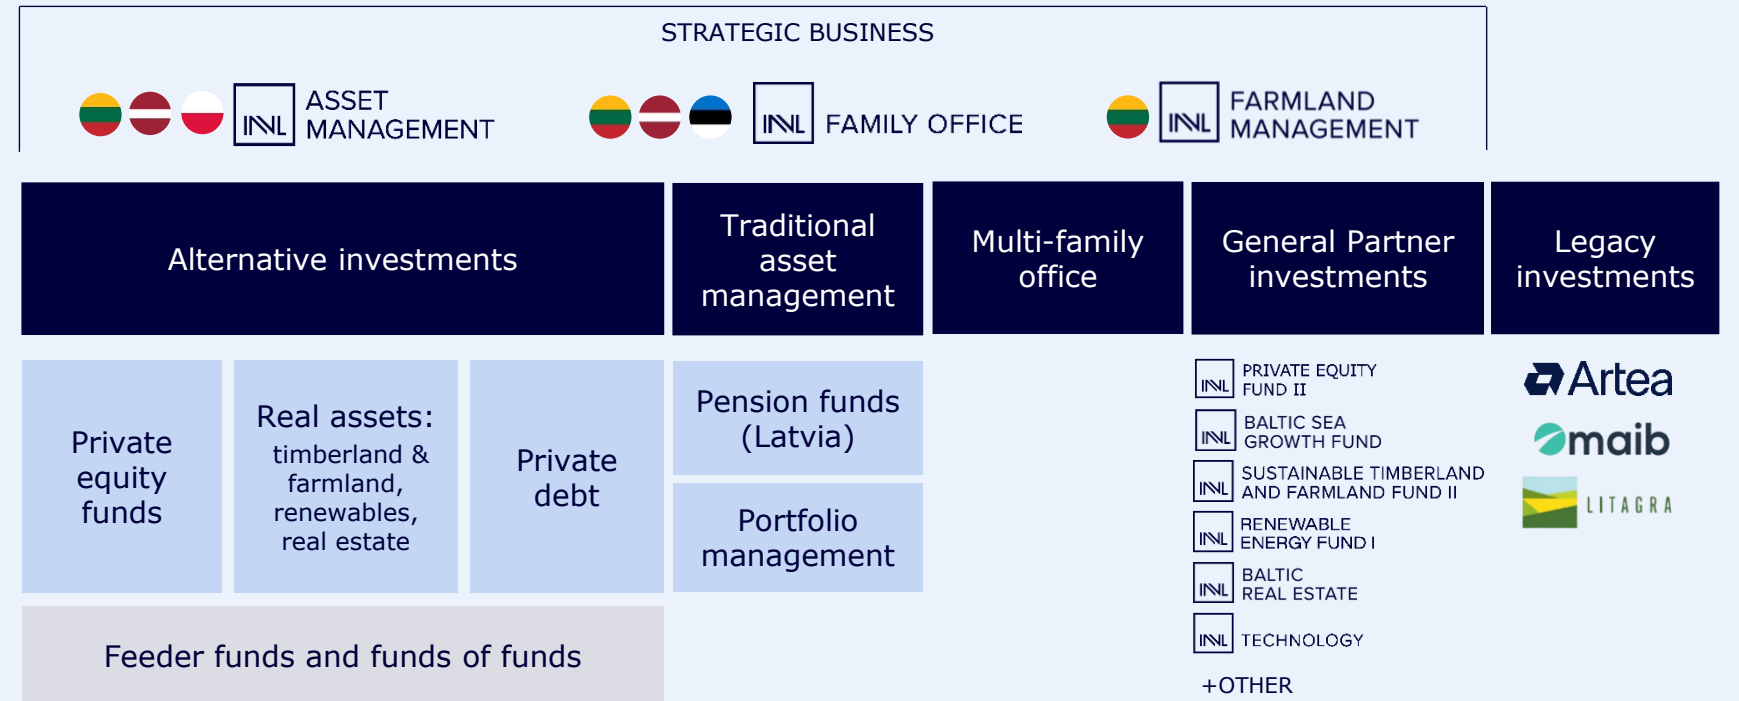 STRATEGIC BUSINESS
INVL
ASSET
MANAGEMENT
INVL
FAMILY OFFICE
INVL
FARMLAND
MANAGEMENT
Alternative investments
Traditional
asset
management
Multi-family
office
General Partner
investments
Legacy
investments
Private
equity
funds
Real assets:
timberland &
farmland,
renewables,
real estate
Private
debt
Feeder funds and funds of funds
Pension funds
(Latvia)
Portfolio
management
INVL
PRIVATE EQUITY
FUND II
INVL
BALTIC SEA
GROWTH FUND
INVL
SUSTAINABLE TIMBERLAND
AND FARMLAND FUND II
INVL
RENEWABLE
ENERGY FUND I
INVL
BALTIC
REAL ESTATE
INVL
TECHNOLOGY
+OTHER
Artea
maib
LITAGRA